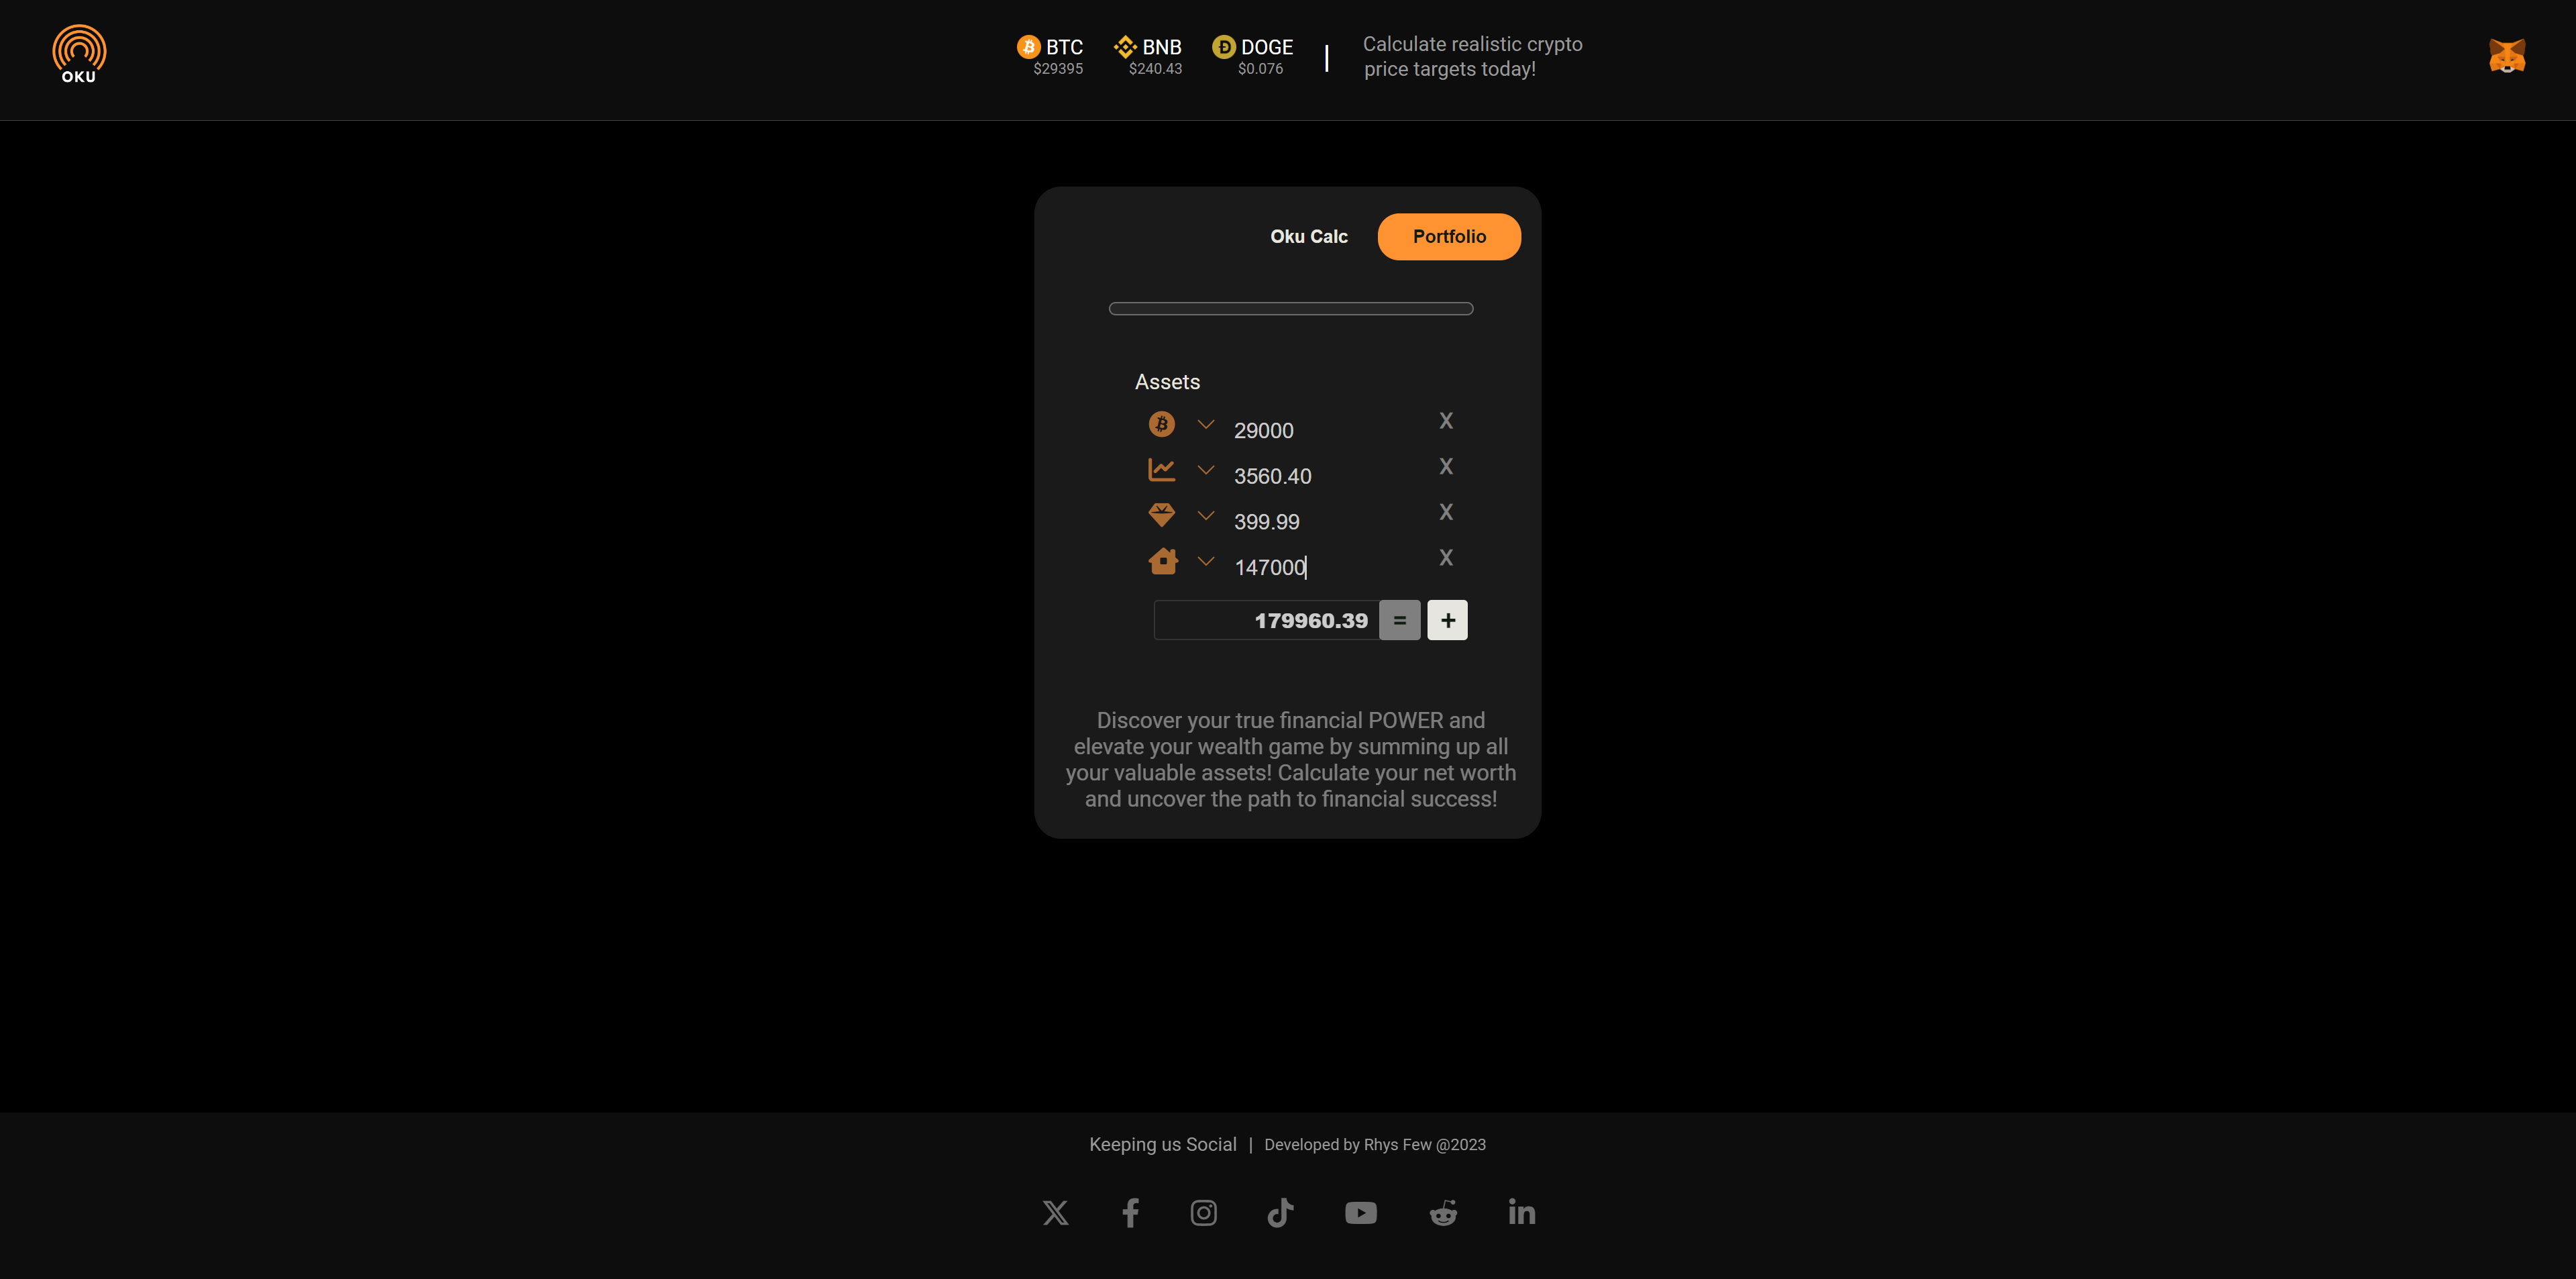 OKU
BTC
$29395
BNB
$240.43
DOGE
$0.076
|
Calculate realistic crypto
price targets today!
Oku Calc
Portfolio
Assets
29000
X
3560.40
X
399.99
X
147000
X
179960.39
=
+
Discover your true financial POWER and
elevate your wealth game by summing up all
your valuable assets! Calculate your net worth
and uncover the path to financial success!
Keeping us Social | Developed by Rhys Few @2023